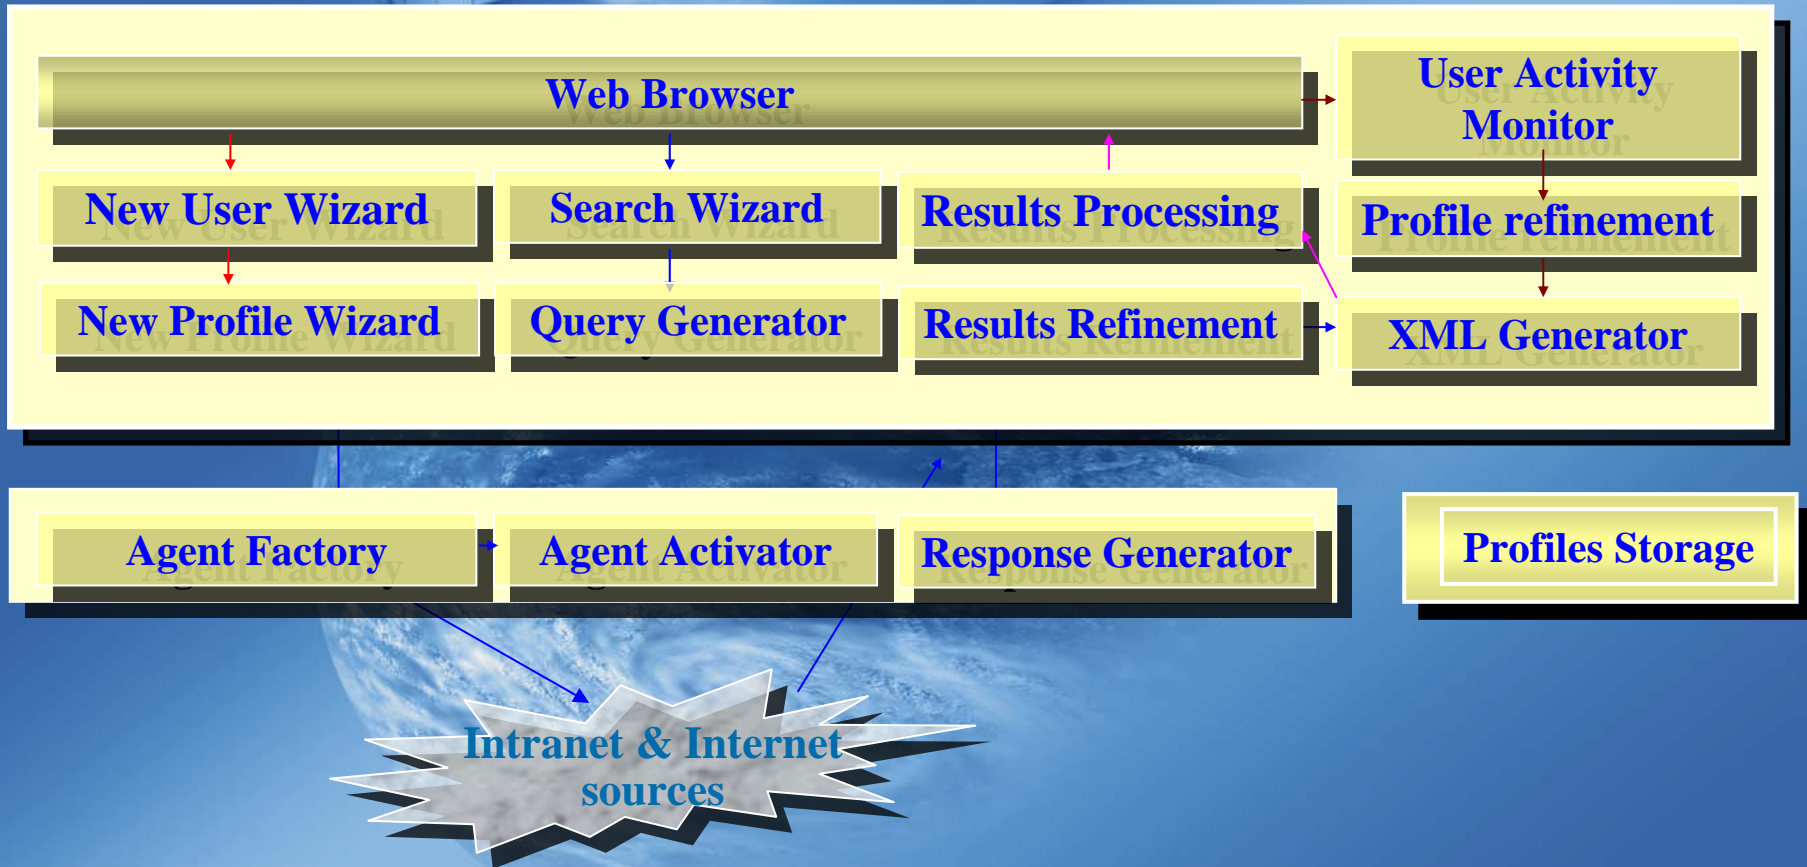 Web Browser
User Activity
Monitor
New User Wizard
Search Wizard
Results Processing
Profile refinement
New Profile Wizard
Query Generator
Results Refinement
XML Generator
Agent Factory
Agent Activator
Response Generator
Profiles Storage
Intranet & Internet
sources